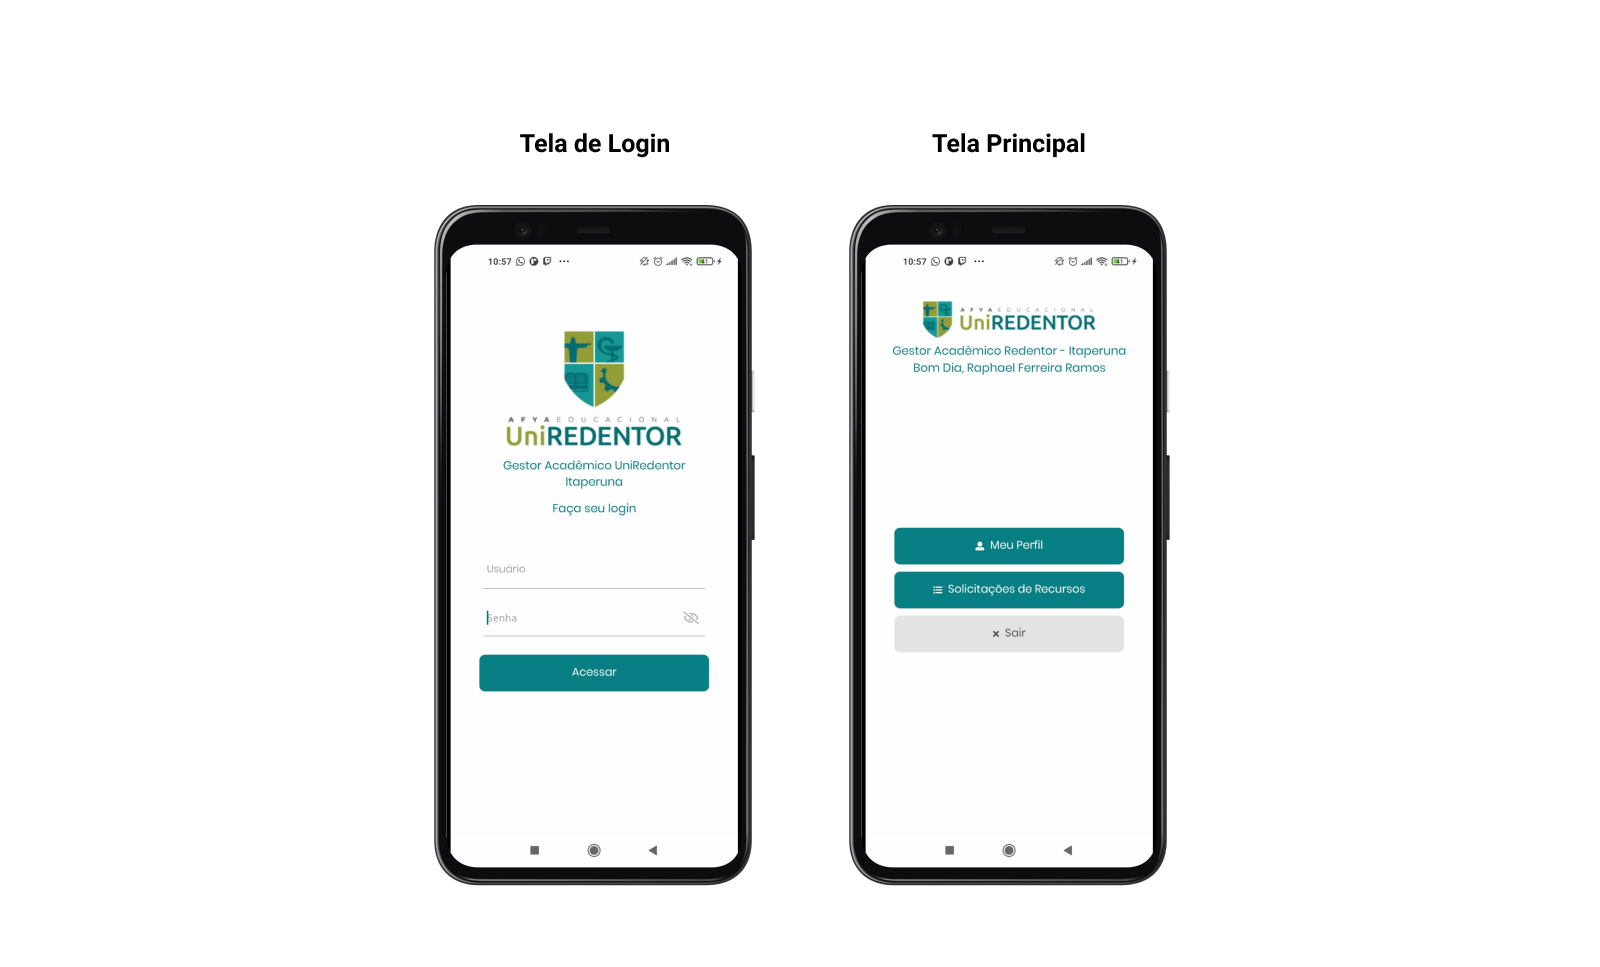 Tela de Login
10:57
41
AFYA EDUCACIONAL
UniREDENTOR
Gestor Acadêmico UniRedentor
Itaperuna
Faça seu login
Usuário
Senha
Acessar
Tela Principal
10:57
41
AFYA EDUCACIONAL
UniREDENTOR
Gestor Acadêmico Redentor - Itaperuna
Bom Dia, Raphael Ferreira Ramos
Meu Perfil
Solicitações de Recursos
Sair